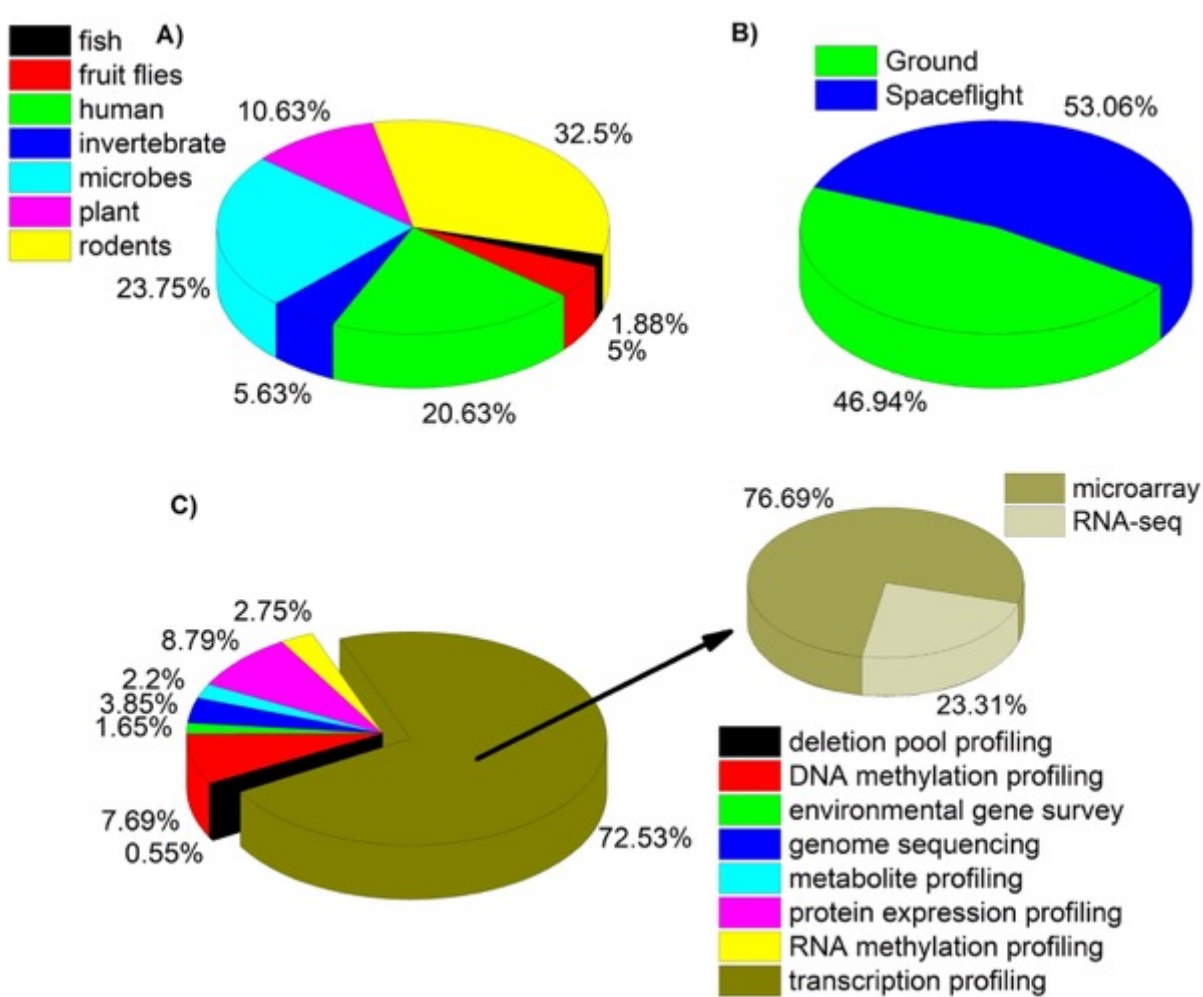 A)
fish
fruit flies
human
invertebrate
microbes
plant
rodents
10.63%
32.5%
23.75%
1.88%
5%
5.63%
20.63%
B)
Ground
Spaceflight
53.06%
46.94%
C)
2.75%
8.79%
2.2%
3.85%
1.65%
7.69%
0.55%
72.53%
76.69%
microarray
RNA-seq
23.31%
deletion pool profiling
DNA methylation profiling
environmental gene survey
genome sequencing
metabolite profiling
protein expression profiling
RNA methylation profiling
transcription profiling